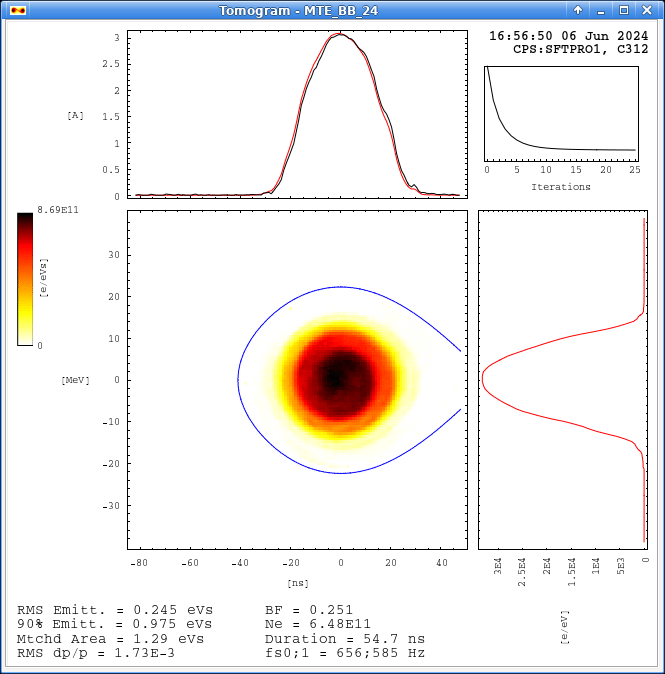 Tomogram - MTE_BB_24
16:56:50 06 Jun 2024
CPS:SFTPRO1, C312
3
2.5
2
1.5
1
0.5
0
[A]
0 5 10 15 20 25
Iterations
8.69E11
[e/eVs]
0
30
20
10
0
-10
-20
-30
[MeV]
-80 -60 -40 -20 0 20 40
[ns]
3E4 2.5E4 2E4 1.5E4 1E4 5E3 0
[e/eV]
RMS Emitt. = 0.245 eVs
90% Emitt. = 0.975 eVs
Mtchd Area = 1.29 eVs
RMS dp/p = 1.73E-3
BF = 0.251
Ne = 6.48E11
Duration = 54.7 ns
fs0;1 = 656;585 Hz